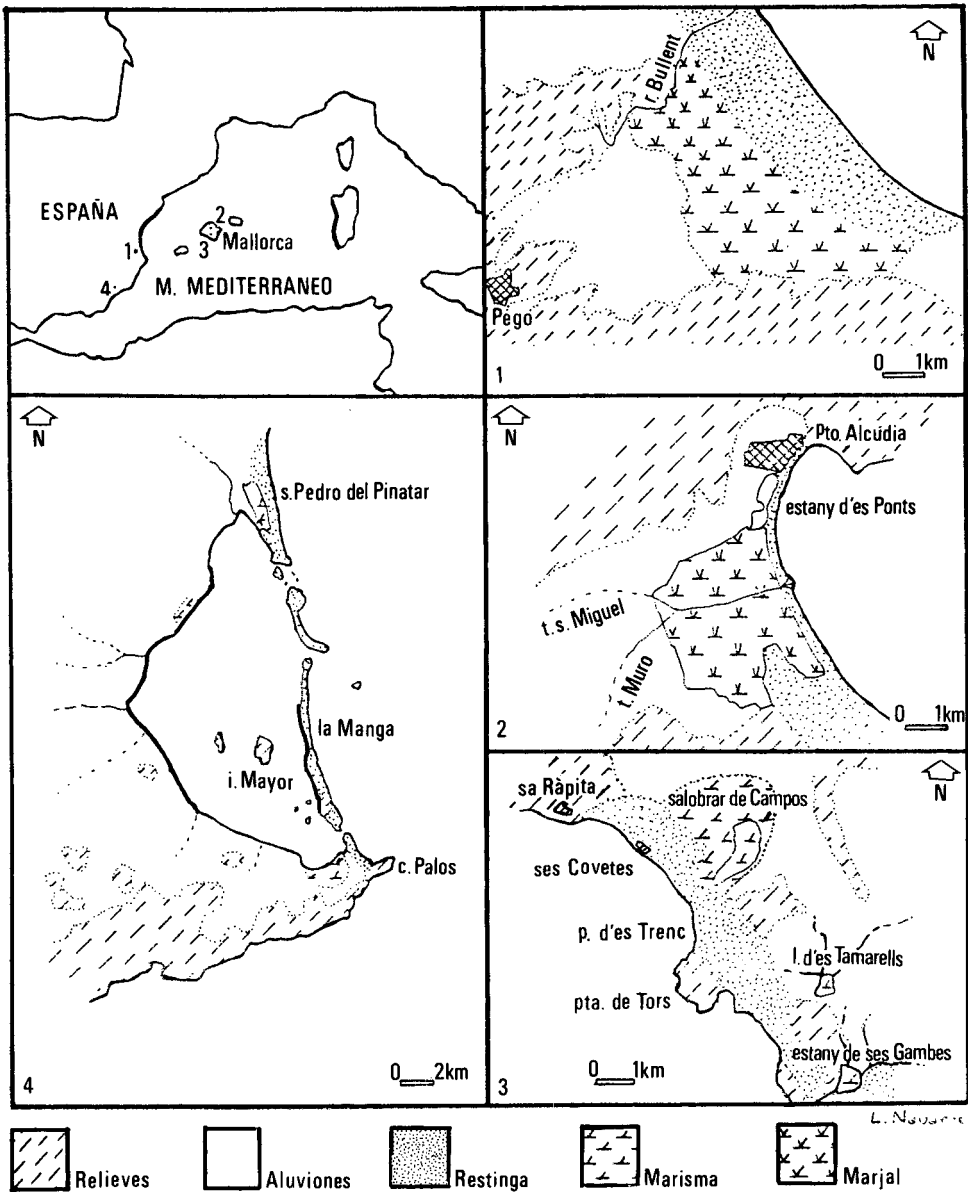 ESPAÑA
1
2
3
Mallorca
4
M. MEDITERRANEO
N
r. Bullent
Pego
0 1km
1
N
s. Pedro del Pinatar
la Manga
i. Mayor
c. Palos
0 2km
4
N
Pto. Alcúdia
estany d'es Ponts
t. s. Miguel
t. Muro
0 1km
2
N
sa Ràpita
salobrar de Campos
ses Covetes
p. d'es Trenc
l. d'es Tamarells
pta. de Tors
estany de ses Gambes
0 1km
3
Relieves
Aluviones
Restinga
Marisma
Marjal